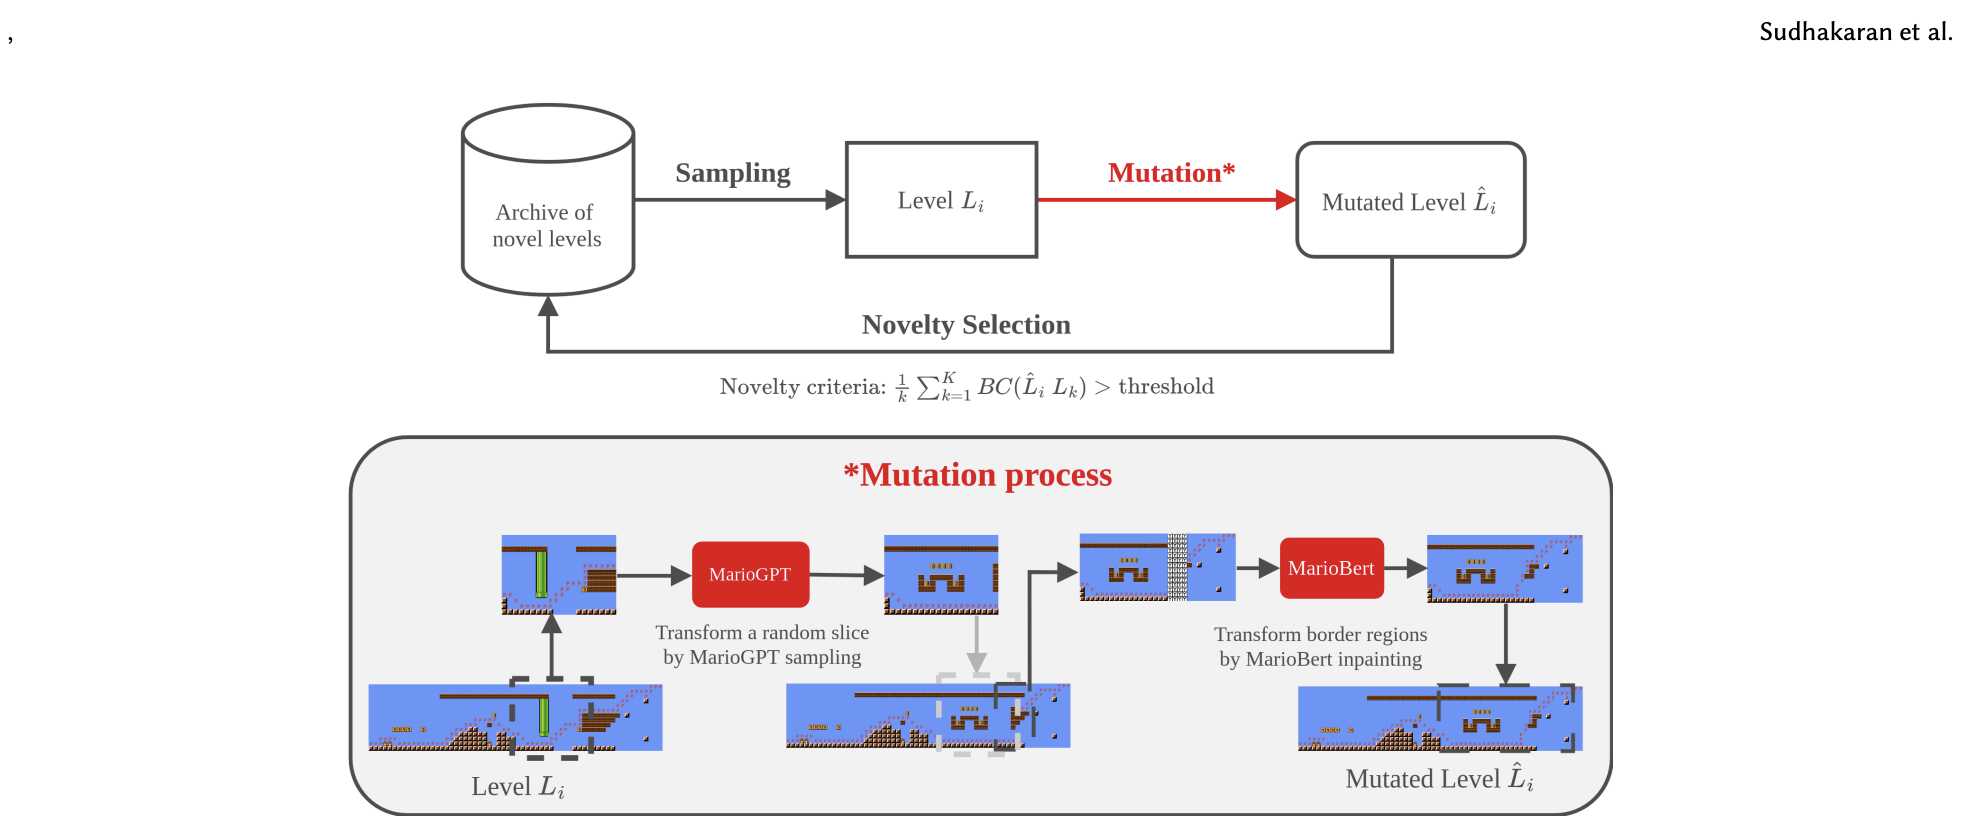 ,
Sudhakaran et al.
Archive of
novel levels
Sampling
Level $L_i$
Mutation*
Mutated Level $\hat{L}_i$
Novelty Selection
Novelty criteria: $\frac{1}{k} \sum_{k=1}^{K} BC(\hat{L}_i \; L_k) >$ threshold
*Mutation process
MarioGPT
Transform a random slice
by MarioGPT sampling
MarioBert
Transform border regions
by MarioBert inpainting
Level $L_i$
Mutated Level $\hat{L}_i$